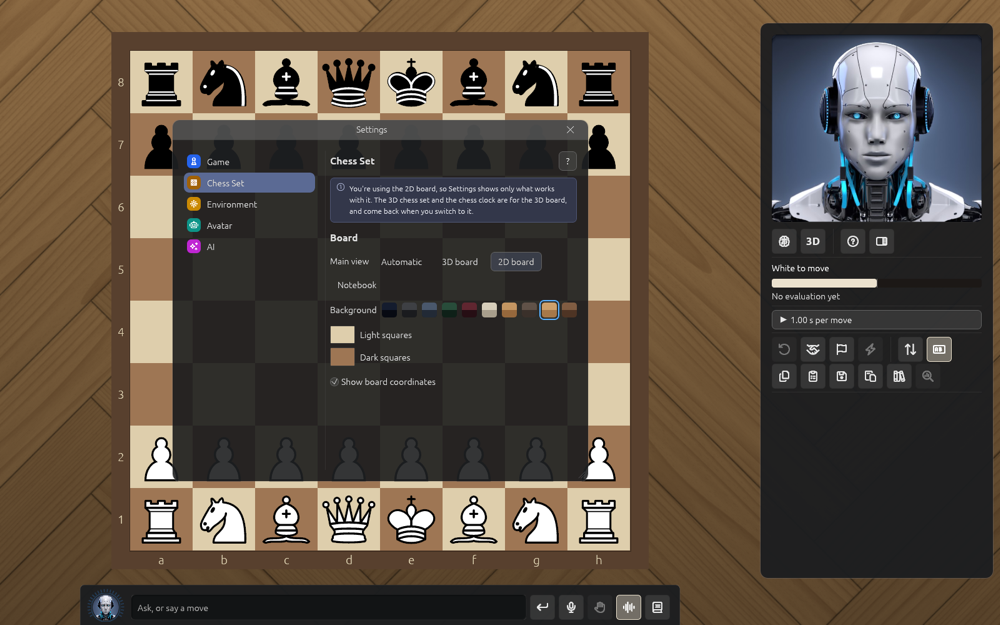 Settings
Game
Chess Set
Environment
Avatar
AI
Chess Set
?
You're using the 2D board, so Settings shows only what works
with it. The 3D chess set and the chess clock are for the 3D board,
and come back when you switch to it.
Board
Main view Automatic 3D board 2D board
Notebook
Background
Light squares
Dark squares
Show board coordinates
8
7
6
5
4
3
2
1
a b c d e f g h
3D
White to move
No evaluation yet
1.00 s per move
Ask, or say a move